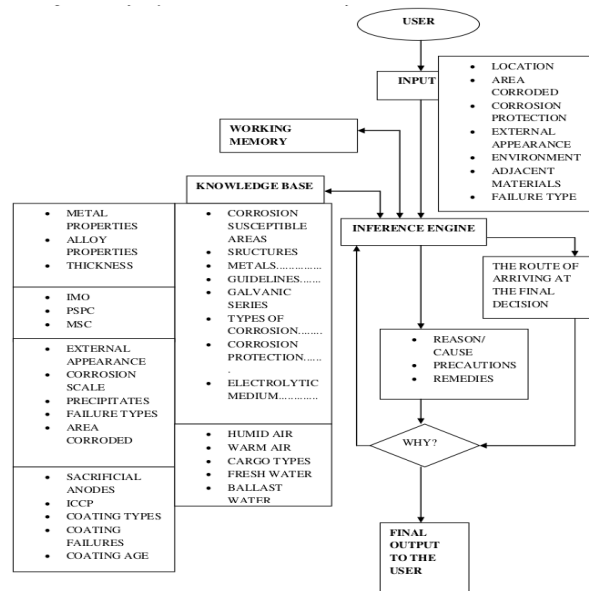 USER
INPUT
• LOCATION
• AREA
CORRODED
• CORROSION
PROTECTION
• EXTERNAL
APPEARANCE
• ENVIRONMENT
• ADJACENT
MATERIALS
• FAILURE TYPE
WORKING
MEMORY
KNOWLEDGE BASE
• CORROSION
SUSCEPTIBLE
AREAS
• SRUCTURES
• METALS...............
• GUIDELINES.......
• GALVANIC
SERIES
• TYPES OF
CORROSION........
• CORROSION
PROTECTION......
.
• ELECTROLYTIC
MEDIUM.............
• HUMID AIR
• WARM AIR
• CARGO TYPES
• FRESH WATER
• BALLAST
WATER
• METAL
PROPERTIES
• ALLOY
PROPERTIES
• THICKNESS
• IMO
• PSPC
• MSC
• EXTERNAL
APPEARANCE
• CORROSION
SCALE
• PRECIPITATES
• FAILURE TYPES
• AREA
CORRODED
• SACRIFICIAL
ANODES
• ICCP
• COATING TYPES
• COATING
FAILURES
• COATING AGE
INFERENCE ENGINE
THE ROUTE OF
ARRIVING AT
THE FINAL
DECISION
• REASON/
CAUSE
• PRECAUTIONS
• REMEDIES
WHY?
FINAL
OUTPUT
TO THE
USER